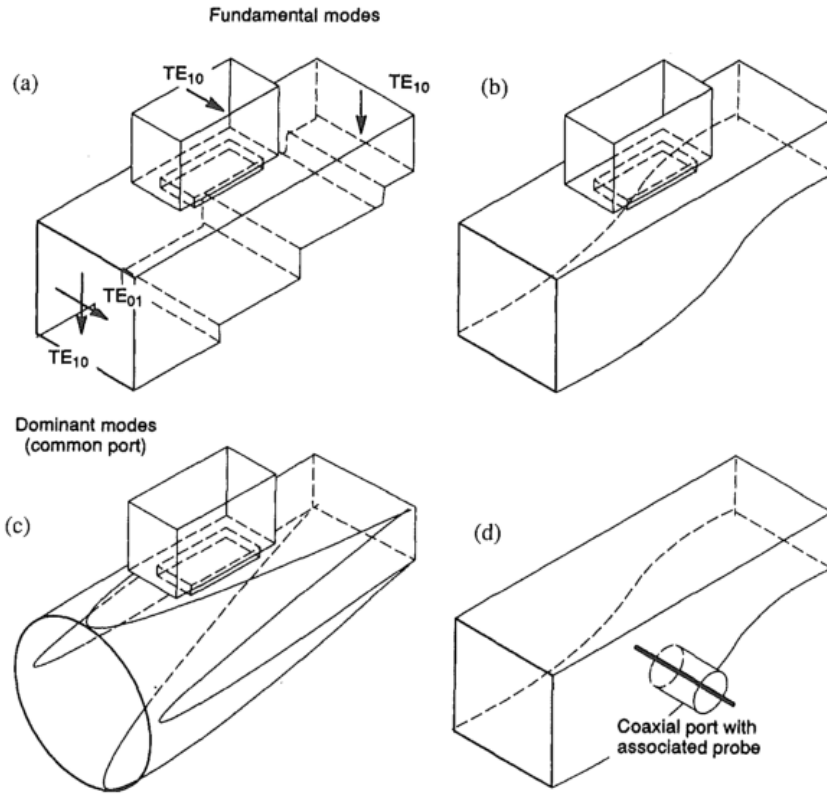 Fundamental modes
(a)
TE10
TE10
(b)
TE01
TE10
Dominant modes
(common port)
(c)
(d)
Coaxial port with
associated probe